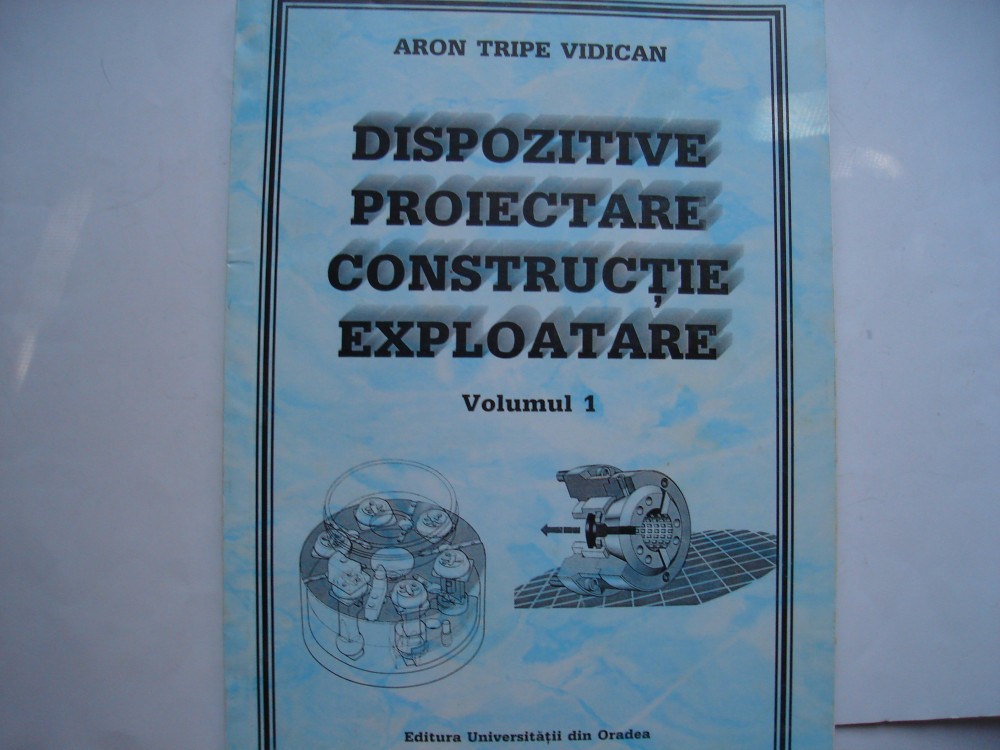 ARON TRIPE VIDICAN
DISPOZITIVE
PROIECTARE
CONSTRUCȚIE
EXPLOATARE
Volumul 1
Editura Universității din Oradea